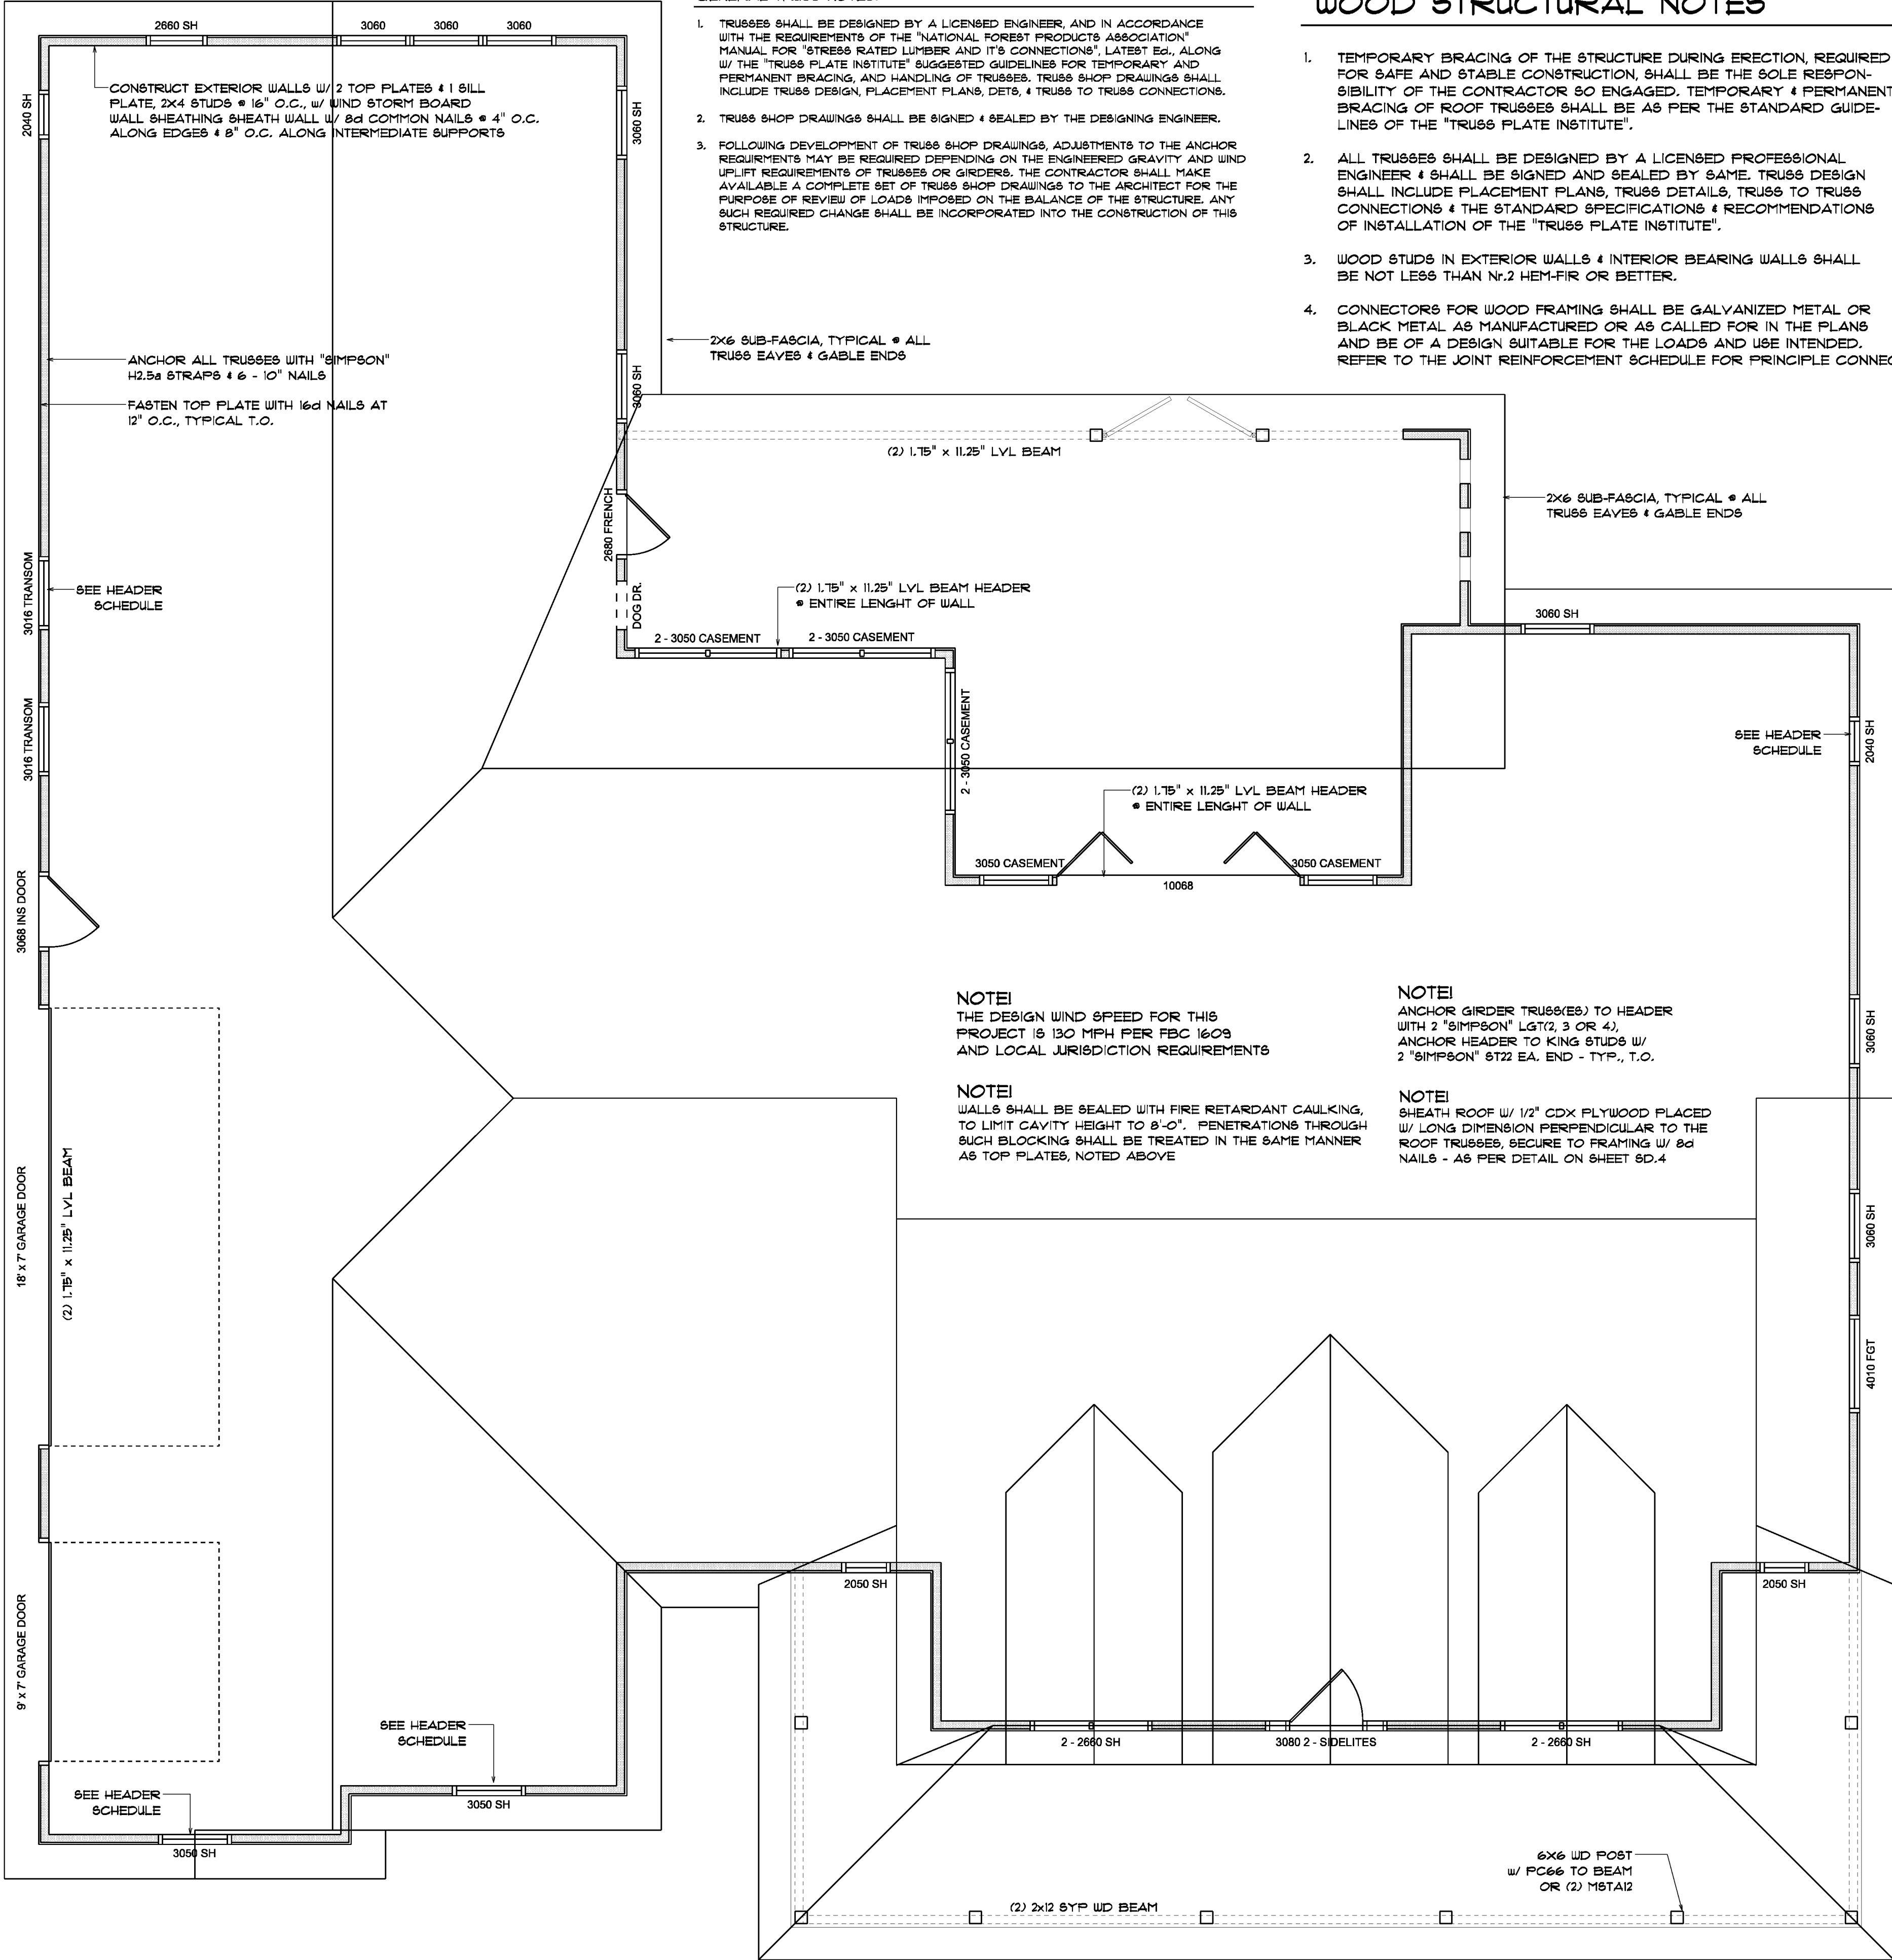 GENERAL TRUSS NOTES:
1. TRUSSES SHALL BE DESIGNED BY A LICENSED ENGINEER, AND IN ACCORDANCE
WITH THE REQUIREMENTS OF THE "NATIONAL FOREST PRODUCTS ASSOCIATION"
MANUAL FOR "STRESS RATED LUMBER AND IT'S CONNECTIONS", LATEST Ed., ALONG
W/ THE "TRUSS PLATE INSTITUTE" SUGGESTED GUIDELINES FOR TEMPORARY AND
PERMANENT BRACING, AND HANDLING OF TRUSSES. TRUSS SHOP DRAWINGS SHALL
INCLUDE TRUSS DESIGN, PLACEMENT PLANS, DETS, & TRUSS TO TRUSS CONNECTIONS.
2. TRUSS SHOP DRAWINGS SHALL BE SIGNED & SEALED BY THE DESIGNING ENGINEER.
3. FOLLOWING DEVELOPMENT OF TRUSS SHOP DRAWINGS, ADJUSTMENTS TO THE ANCHOR
REQUIRMENTS MAY BE REQUIRED DEPENDING ON THE ENGINEERED GRAVITY AND WIND
UPLIFT REQUIREMENTS OF TRUSSES OR GIRDERS. THE CONTRACTOR SHALL MAKE
AVAILABLE A COMPLETE SET OF TRUSS SHOP DRAWINGS TO THE ARCHITECT FOR THE
PURPOSE OF REVIEW OF LOADS IMPOSED ON THE BALANCE OF THE STRUCTURE. ANY
SUCH REQUIRED CHANGE SHALL BE INCORPORATED INTO THE CONSTRUCTION OF THIS
STRUCTURE.
WOOD STRUCTURAL NOTES
1. TEMPORARY BRACING OF THE STRUCTURE DURING ERECTION, REQUIRED
FOR SAFE AND STABLE CONSTRUCTION, SHALL BE THE SOLE RESPON-
SIBILITY OF THE CONTRACTOR SO ENGAGED. TEMPORARY & PERMANENT
BRACING OF ROOF TRUSSES SHALL BE AS PER THE STANDARD GUIDE-
LINES OF THE "TRUSS PLATE INSTITUTE".
2. ALL TRUSSES SHALL BE DESIGNED BY A LICENSED PROFESSIONAL
ENGINEER & SHALL BE SIGNED AND SEALED BY SAME. TRUSS DESIGN
SHALL INCLUDE PLACEMENT PLANS, TRUSS DETAILS, TRUSS TO TRUSS
CONNECTIONS & THE STANDARD SPECIFICATIONS & RECOMMENDATIONS
OF INSTALLATION OF THE "TRUSS PLATE INSTITUTE".
3. WOOD STUDS IN EXTERIOR WALLS & INTERIOR BEARING WALLS SHALL
BE NOT LESS THAN Nr.2 HEM-FIR OR BETTER.
4. CONNECTORS FOR WOOD FRAMING SHALL BE GALVANIZED METAL OR
BLACK METAL AS MANUFACTURED OR AS CALLED FOR IN THE PLANS
AND BE OF A DESIGN SUITABLE FOR THE LOADS AND USE INTENDED.
REFER TO THE JOINT REINFORCEMENT SCHEDULE FOR PRINCIPLE CONNEC
2660 SH
3060
3060
3060
2040 SH
3060 SH
CONSTRUCT EXTERIOR WALLS W/ 2 TOP PLATES & 1 SILL
PLATE, 2X4 STUDS @ 16" O.C., w/ WIND STORM BOARD
WALL SHEATHING SHEATH WALL W/ 8d COMMON NAILS @ 4" O.C.
ALONG EDGES & 8" O.C. ALONG INTERMEDIATE SUPPORTS
ANCHOR ALL TRUSSES WITH "SIMPSON"
H2.5a STRAPS & 6 - 10" NAILS
FASTEN TOP PLATE WITH 16d NAILS AT
12" O.C., TYPICAL T.O.
2X6 SUB-FASCIA, TYPICAL @ ALL
TRUSS EAVES & GABLE ENDS
3060 SH
(2) 1.75" x 11.25" LVL BEAM
2X6 SUB-FASCIA, TYPICAL @ ALL
TRUSS EAVES & GABLE ENDS
2680 FRENCH
DOG DR.
3016 TRANSOM
SEE HEADER
SCHEDULE
(2) 1.75" x 11.25" LVL BEAM HEADER
@ ENTIRE LENGHT OF WALL
2 - 3050 CASEMENT
2 - 3050 CASEMENT
3060 SH
3016 TRANSOM
2 - 3050 CASEMENT
SEE HEADER
SCHEDULE
2040 SH
(2) 1.75" x 11.25" LVL BEAM HEADER
@ ENTIRE LENGHT OF WALL
3050 CASEMENT
3050 CASEMENT
10068
3068 INS DOOR
NOTE!
THE DESIGN WIND SPEED FOR THIS
PROJECT IS 130 MPH PER FBC 1609
AND LOCAL JURISDICTION REQUIREMENTS
NOTE!
ANCHOR GIRDER TRUSS(ES) TO HEADER
WITH 2 "SIMPSON" LGT(2, 3 OR 4),
ANCHOR HEADER TO KING STUDS W/
2 "SIMPSON" ST22 EA. END - TYP., T.O.
3060 SH
NOTE!
WALLS SHALL BE SEALED WITH FIRE RETARDANT CAULKING,
TO LIMIT CAVITY HEIGHT TO 8'-0". PENETRATIONS THROUGH
SUCH BLOCKING SHALL BE TREATED IN THE SAME MANNER
AS TOP PLATES, NOTED ABOVE
NOTE!
SHEATH ROOF W/ 1/2" CDX PLYWOOD PLACED
W/ LONG DIMENSION PERPENDICULAR TO THE
ROOF TRUSSES, SECURE TO FRAMING W/ 8d
NAILS - AS PER DETAIL ON SHEET SD.4
18' x 7' GARAGE DOOR
(2) 1.75" x 11.25" LVL BEAM
3060 SH
4010 FGT
2050 SH
2050 SH
9' x 7' GARAGE DOOR
SEE HEADER
SCHEDULE
2 - 2660 SH
3080 2 - SIDELITES
2 - 2660 SH
SEE HEADER
SCHEDULE
3050 SH
3050 SH
6X6 WD POST
w/ PC66 TO BEAM
OR (2) MSTA12
(2) 2x12 SYP WD BEAM